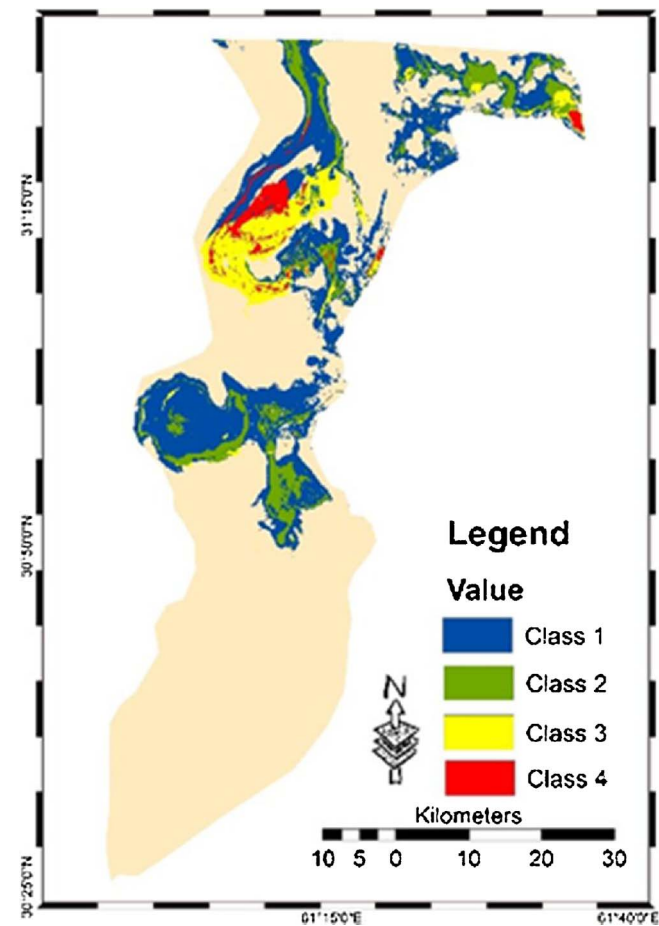 31°15'0"N
30°50'0"N
30°25'0"N
Legend
Value
Class 1
Class 2
Class 3
Class 4
N
Kilometers
10 5 0 10 20 30
61°15'0"E 61°40'0"E